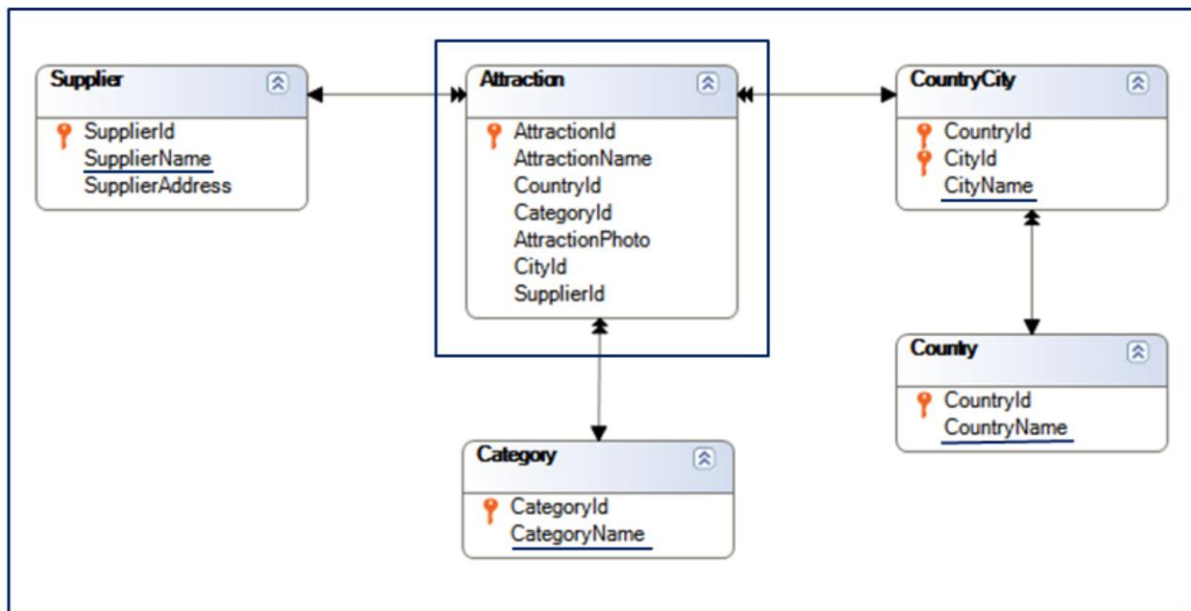 Supplier
SupplierId
SupplierName
SupplierAddress
Attraction
AttractionId
AttractionName
CountryId
CategoryId
AttractionPhoto
CityId
SupplierId
CountryCity
CountryId
CityId
CityName
Country
CountryId
CountryName
Category
CategoryId
CategoryName